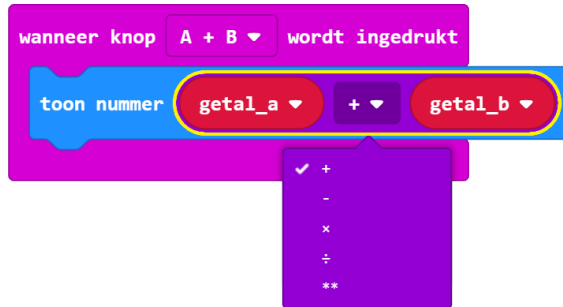 wanneer knop A + B wordt ingedrukt
toon nummer getal_a + getal_b
+
-
×
÷
**